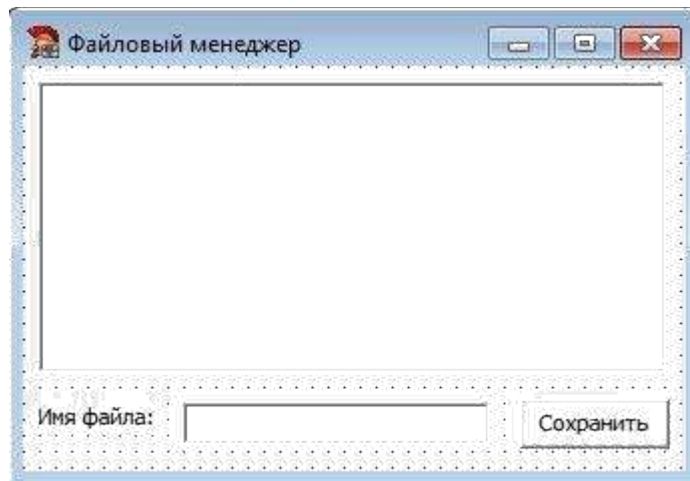 Файловый менеджер
Имя файла:
Сохранить